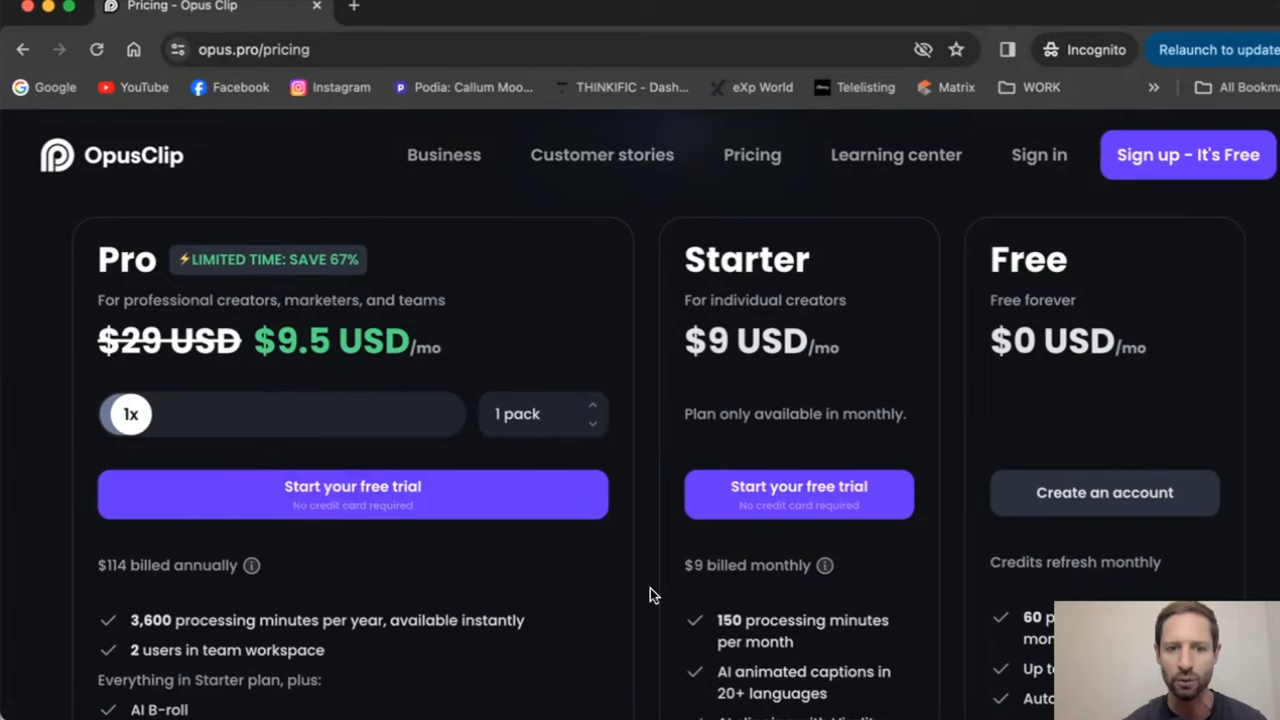 Pricing - Opus Clip
opus.pro/pricing
Incognito
Relaunch to update
Google
YouTube
Facebook
Instagram
Podia: Callum Moo...
THINKIFIC - Dash...
eXp World
Telelisting
Matrix
WORK
All Bookma
OpusClip
Business
Customer stories
Pricing
Learning center
Sign in
Sign up - It's Free
Pro
⚡LIMITED TIME: SAVE 67%
For professional creators, marketers, and teams
$29 USD $9.5 USD/mo
1x
1 pack
Start your free trial
No credit card required
$114 billed annually
3,600 processing minutes per year, available instantly
2 users in team workspace
Everything in Starter plan, plus:
AI B-roll
Starter
For individual creators
$9 USD/mo
Plan only available in monthly.
Start your free trial
No credit card required
$9 billed monthly
150 processing minutes
per month
AI animated captions in
20+ languages
Free
Free forever
$0 USD/mo
Create an account
Credits refresh monthly
60 p
mon
Up to
Auto